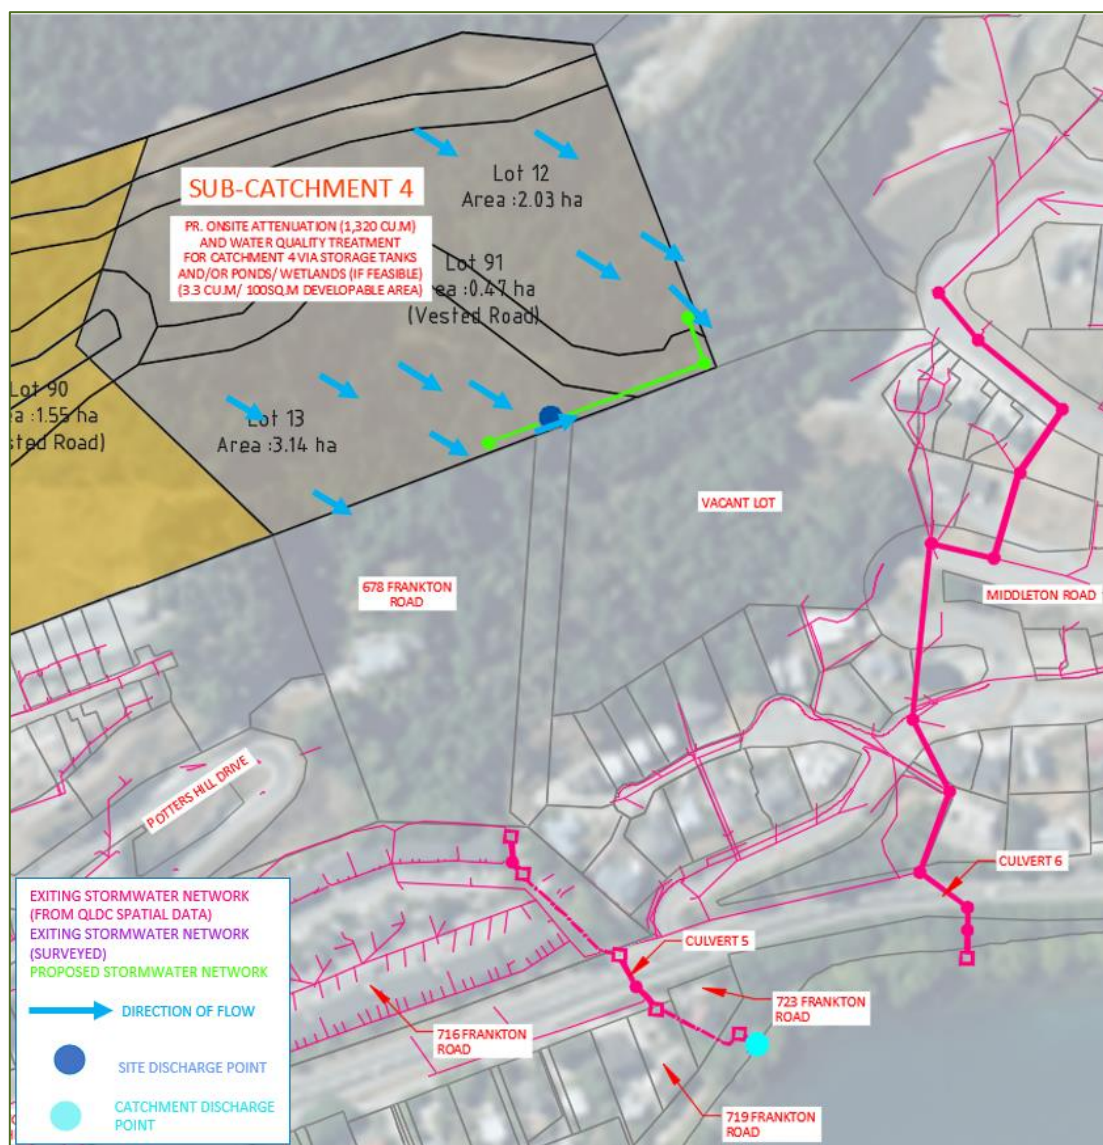 Lot 12
Area :2.03 ha
SUB-CATCHMENT 4
PR. ONSITE ATTENUATION (1,320 CU.M)
AND WATER QUALITY TREATMENT
FOR CATCHMENT 4 VIA STORAGE TANKS
AND/OR PONDS/ WETLANDS (IF FEASIBLE)
(3.3 CU.M/ 100SQ.M DEVELOPABLE AREA)
Lot 91
ea :0.47 ha
(Vested Road)
Lot 90
ea :1.55 ha
sted Road)
Lot 13
Area :3.14 ha
VACANT LOT
678 FRANKTON
ROAD
MIDDLETON ROAD
POTTERS HILL DRIVE
CULVERT 6
CULVERT 5
723 FRANKTON
ROAD
716 FRANKTON
ROAD
719 FRANKTON
ROAD
EXITING STORMWATER NETWORK
(FROM QLDC SPATIAL DATA)
EXITING STORMWATER NETWORK
(SURVEYED)
PROPOSED STORMWATER NETWORK
DIRECTION OF FLOW
SITE DISCHARGE POINT
CATCHMENT DISCHARGE
POINT